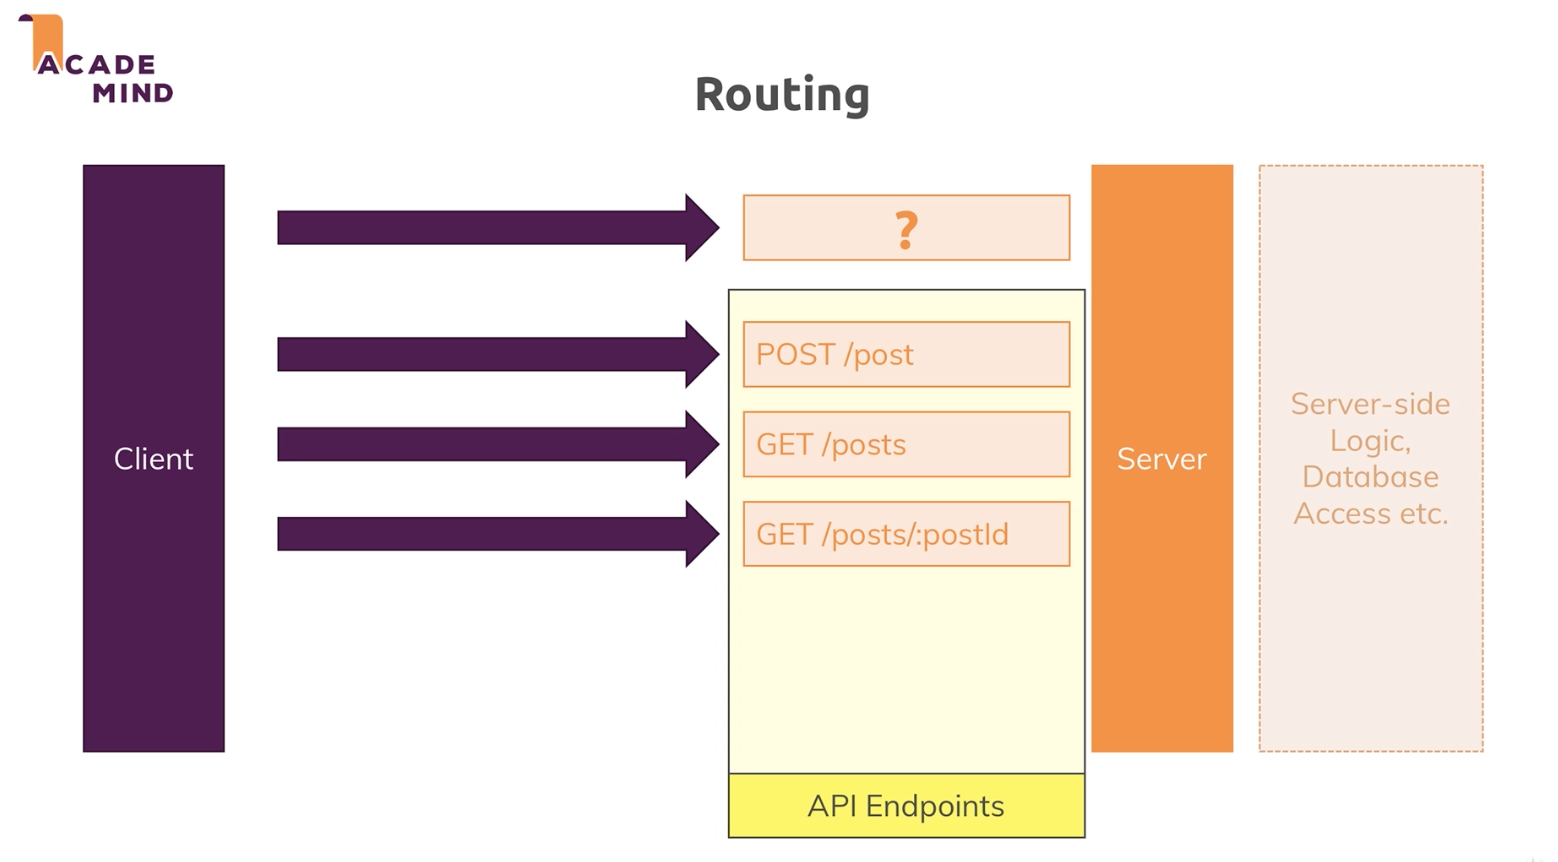 ACADE
MIND
Routing
?
POST /post
GET /posts
GET /posts/:postId
Client
Server
Server-side
Logic,
Database
Access etc.
API Endpoints